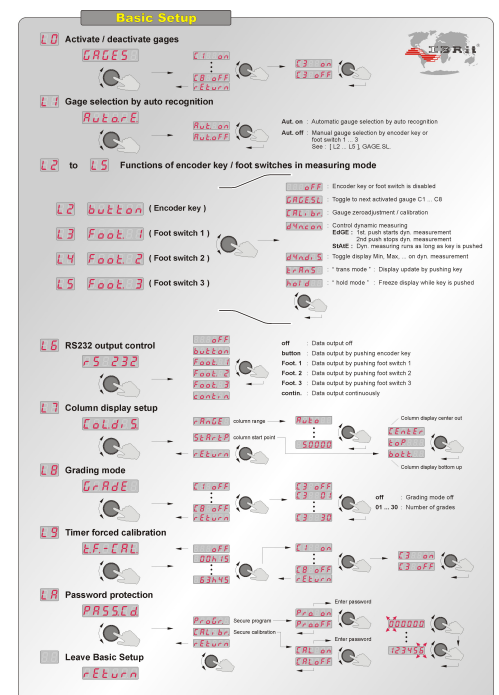 Basic Setup
L0 Activate / deactivate gages
GAGES
C1 on
C8 oFF
rEturn
C3 on
C3 oFF
IBRit
L1 Gage selection by auto recognition
Auto.rE.
Aut. on
AutoFF
Aut. on : Automatic gauge selection by auto recognition
Aut. off : Manual gauge selection by encoder key or
foot switch 1 ... 3
See : [ L2 ... L5 ], GAGE.SL.
L2 to L5 Functions of encoder key / foot switches in measuring mode
L2 button ( Encoder key )
L3 Foot. 1 ( Foot switch 1 )
L4 Foot. 2 ( Foot switch 2 )
L5 Foot. 3 ( Foot switch 3 )
oFF : Encoder key or foot switch is disabled
GAGESL : Toggle to next activated gauge C1 ... C8
CALibr : Gauge zeroadjustment / calibration
dYncon : Control dynamic measuring
EdGE : 1st. push starts dyn. measurement
2nd push stops dyn. measurement
StAtE : Dyn. measuring runs as long as key is pushed
dYndiS : Toggle display Min, Max, ... on dyn. measurement
trAnS : " trans mode " : Display update by pushing key
hold : " hold mode " : Freeze display while key is pushed
L6 RS232 output control
rS 232
oFF
button
Foot. 1
Foot. 2
Foot. 3
contin
off : Data output off
button : Data output by pushing encoder key
Foot. 1 : Data output by pushing foot switch 1
Foot. 2 : Data output by pushing foot switch 2
Foot. 3 : Data output by pushing foot switch 3
contin. : Data output continuously
L7 Column display setup
CoL.diS.
rAnGE column range
StArtP column start point
rEturn
Auto
50000
Column display center out
CEntEr
toP
bott.
Column display bottom up
L8 Grading mode
GrAdE
C1 oFF
C8 oFF
rEturn
C3 oFF
C3 01
C3 30
off : Grading mode off
01 ... 30 : Number of grades
L9 Timer forced calibration
t.F.-CAL
oFF
00h15
63h45
C1 on
C8 oFF
rEturn
C3 on
C3 oFF
LA Password protection
PASS.Cd
ProGr. Secure program
CALibr Secure calibration
rEturn
Enter password
Pro on
ProoFF
Enter password
CAL on
CALoFF
000000
123456
Leave Basic Setup
rEturn